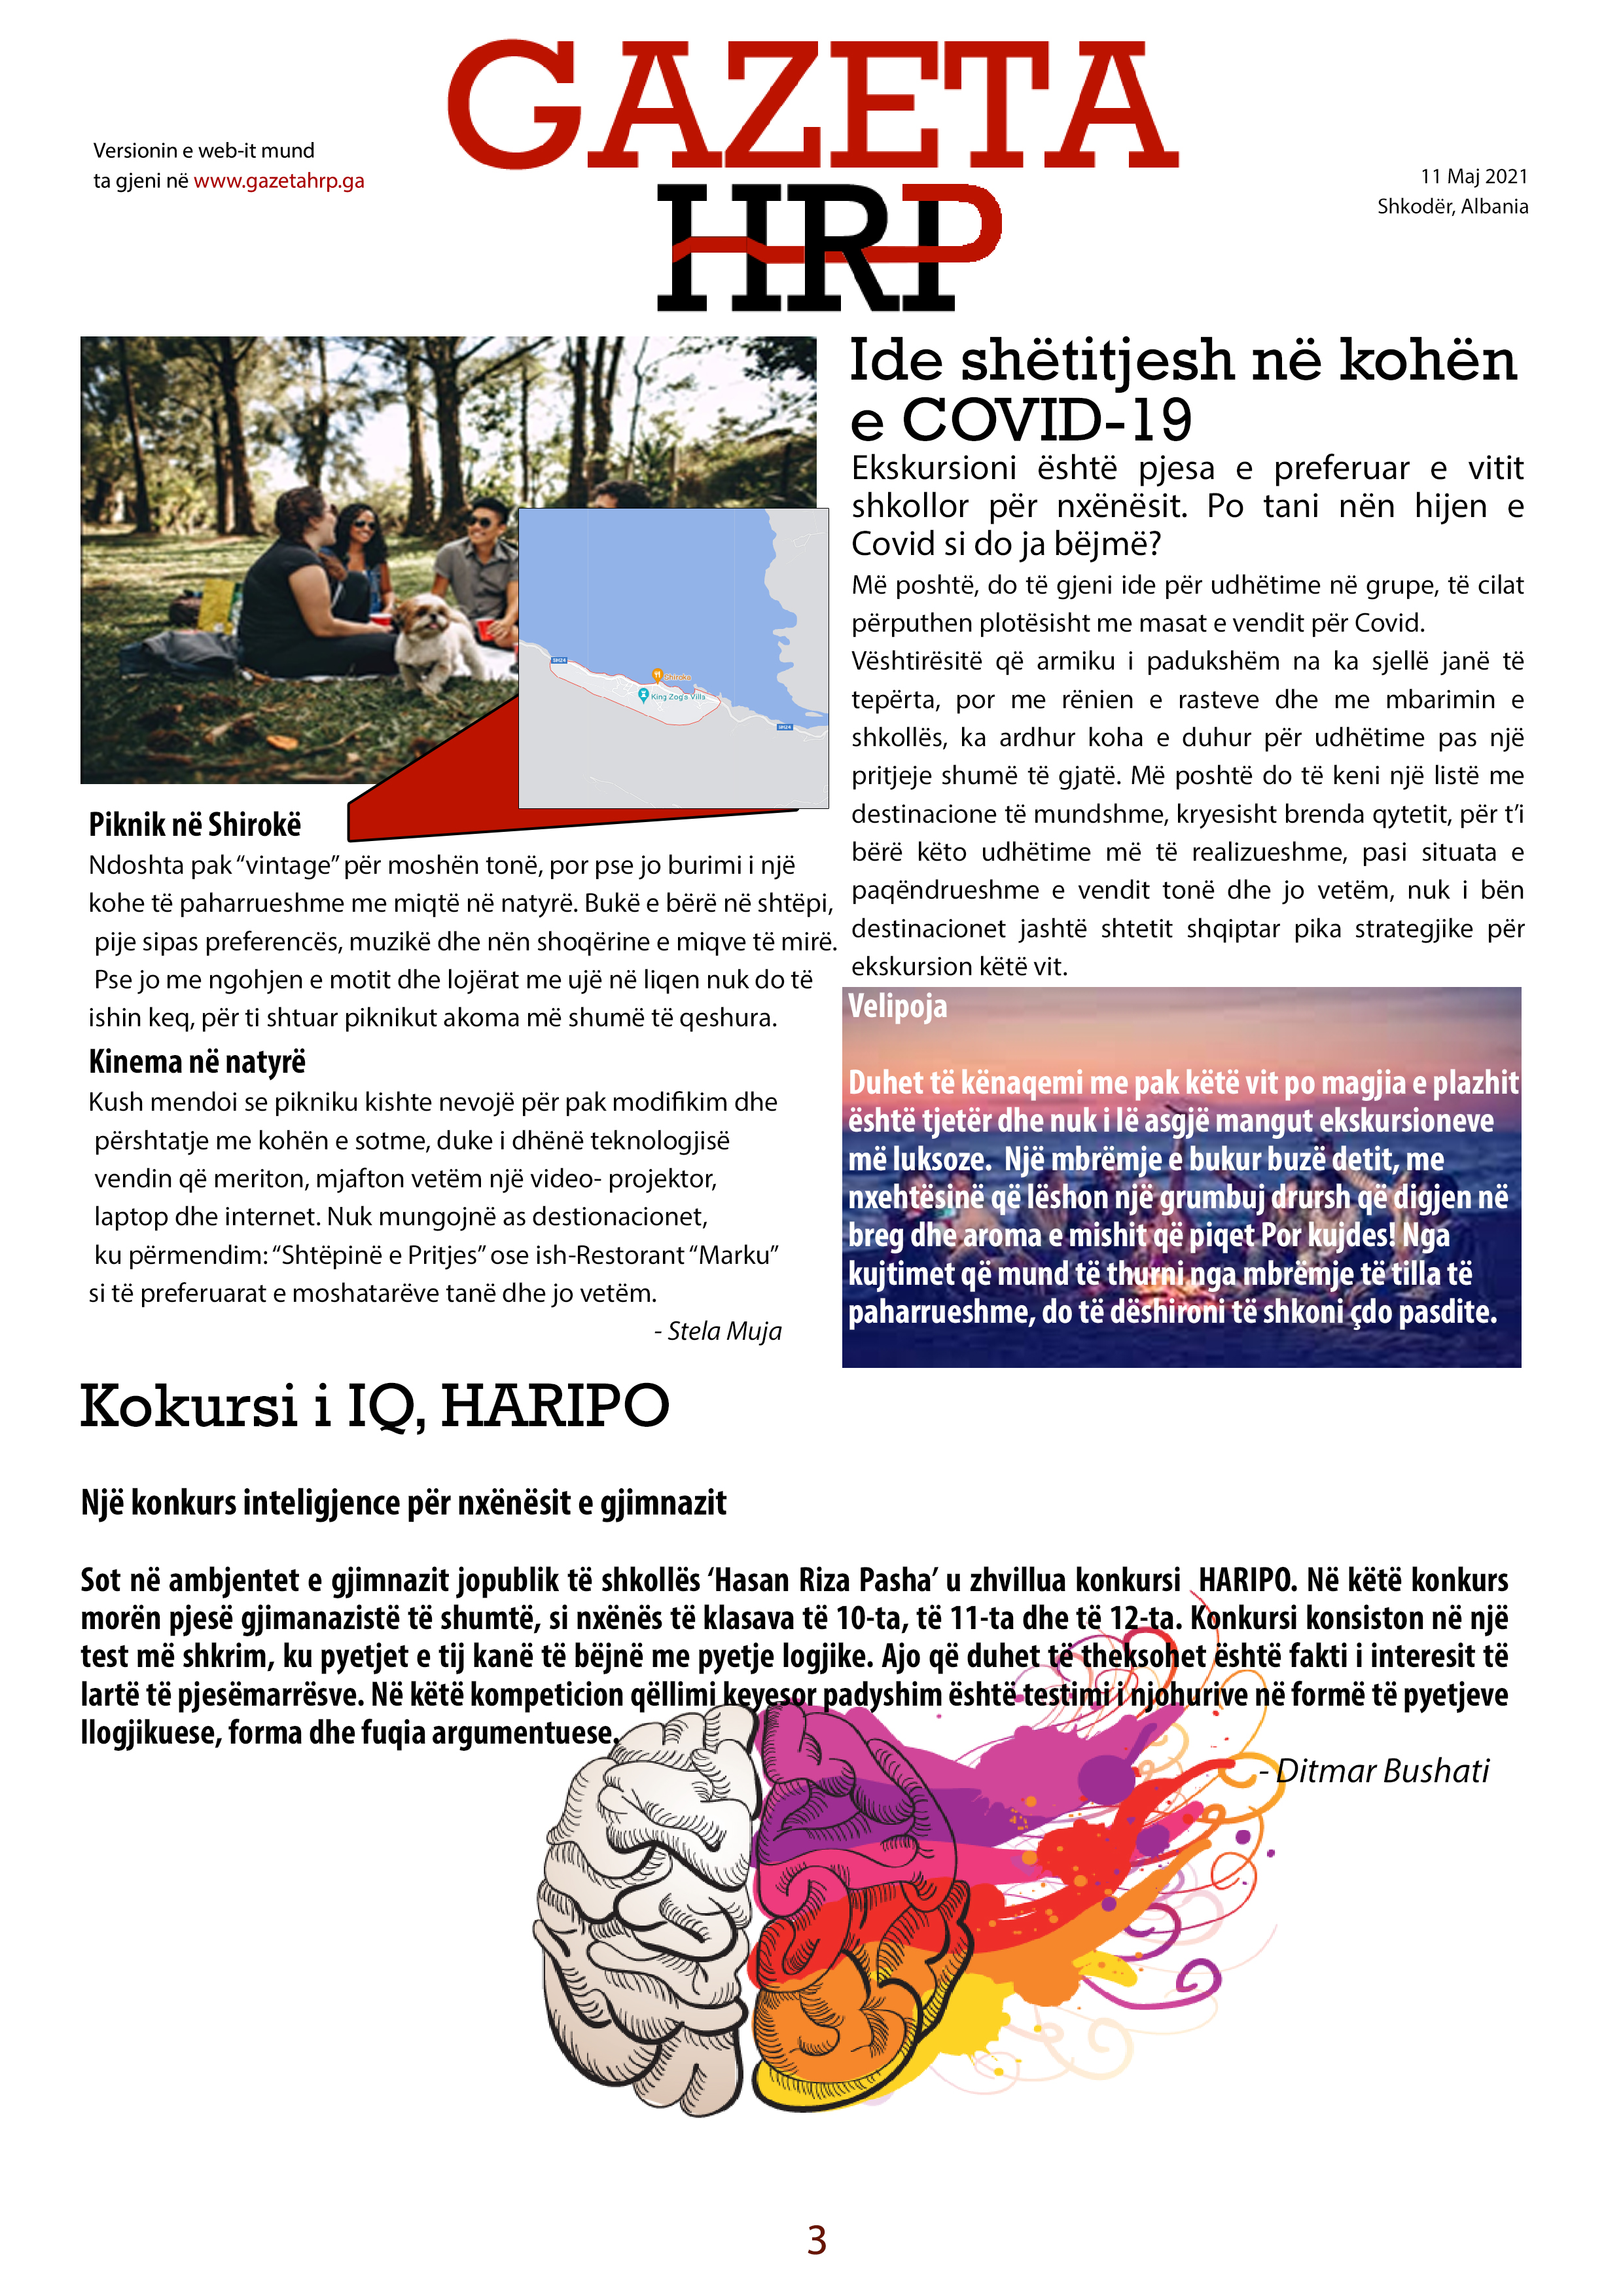 GAZETA
HRP
Versionin e web-it mund
ta gjeni në www.gazetahrp.ga
11 Maj 2021
Shkodër, Albania
Ide shëtitjesh në kohën
e COVID-19
Ekskursioni është pjesa e preferuar e vitit
shkollor për nxënësit. Po tani nën hijen e
Covid si do ja bëjmë?
Më poshtë, do të gjeni ide për udhëtime në grupe, të cilat
përputhen plotësisht me masat e vendit për Covid.
Vështirësitë që armiku i padukshëm na ka sjellë janë të
tepërta, por me rënien e rasteve dhe me mbarimin e
shkollës, ka ardhur koha e duhur për udhëtime pas një
pritjeje shumë të gjatë. Më poshtë do të keni një listë me
destinacione të mundshme, kryesisht brenda qytetit, për t’i
bërë këto udhëtime më të realizueshme, pasi situata e
paqëndrueshme e vendit tonë dhe jo vetëm, nuk i bën
destinacionet jashtë shtetit shqiptar pika strategjike për
ekskursion këtë vit.
SH24
Shiroka
King Zog's Villa
SH24
Piknik në Shirokë
Ndoshta pak “vintage” për moshën tonë, por pse jo burimi i një
kohe të paharrueshme me miqtë në natyrë. Bukë e bërë në shtëpi,
pije sipas preferencës, muzikë dhe nën shoqërine e miqve të mirë.
Pse jo me ngohjen e motit dhe lojërat me ujë në liqen nuk do të
ishin keq, për ti shtuar piknikut akoma më shumë të qeshura.
Kinema në natyrë
Kush mendoi se pikniku kishte nevojë për pak modifikim dhe
përshtatje me kohën e sotme, duke i dhënë teknologjisë
vendin që meriton, mjafton vetëm një video- projektor,
laptop dhe internet. Nuk mungojnë as destionacionet,
ku përmendim: “Shtëpinë e Pritjes” ose ish-Restorant “Marku”
si të preferuarat e moshatarëve tanë dhe jo vetëm.
- Stela Muja
Velipoja
Duhet të kënaqemi me pak këtë vit po magjia e plazhit
është tjetër dhe nuk i lë asgjë mangut ekskursioneve
më luksoze. Një mbrëmje e bukur buzë detit, me
nxehtësinë që lëshon një grumbuj drursh që digjen në
breg dhe aroma e mishit që piqet Por kujdes! Nga
kujtimet që mund të thurni nga mbrëmje të tilla të
paharrueshme, do të dëshironi të shkoni çdo pasdite.
Kokursi i IQ, HARIPO
Një konkurs inteligjence për nxënësit e gjimnazit
Sot në ambjentet e gjimnazit jopublik të shkollës ‘Hasan Riza Pasha’ u zhvillua konkursi HARIPO. Në këtë konkurs
morën pjesë gjimanazistë të shumtë, si nxënës të klasava të 10-ta, të 11-ta dhe të 12-ta. Konkursi konsiston në një
test më shkrim, ku pyetjet e tij kanë të bëjnë me pyetje logjike. Ajo që duhet të theksohet është fakti i interesit të
lartë të pjesëmarrësve. Në këtë kompeticion qëllimi keyesor padyshim është testimi i njohurive në formë të pyetjeve
llogjikuese, forma dhe fuqia argumentuese.
- Ditmar Bushati
3